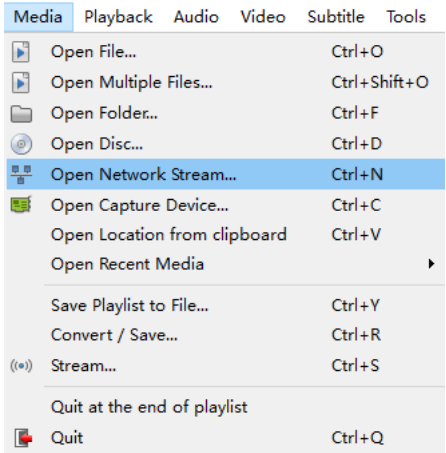 Media Playback Audio Video Subtitle Tools
Open File... Ctrl+O
Open Multiple Files... Ctrl+Shift+O
Open Folder... Ctrl+F
Open Disc... Ctrl+D
Open Network Stream... Ctrl+N
Open Capture Device... Ctrl+C
Open Location from clipboard Ctrl+V
Open Recent Media
Save Playlist to File... Ctrl+Y
Convert / Save... Ctrl+R
Stream... Ctrl+S
Quit at the end of playlist
Quit Ctrl+Q